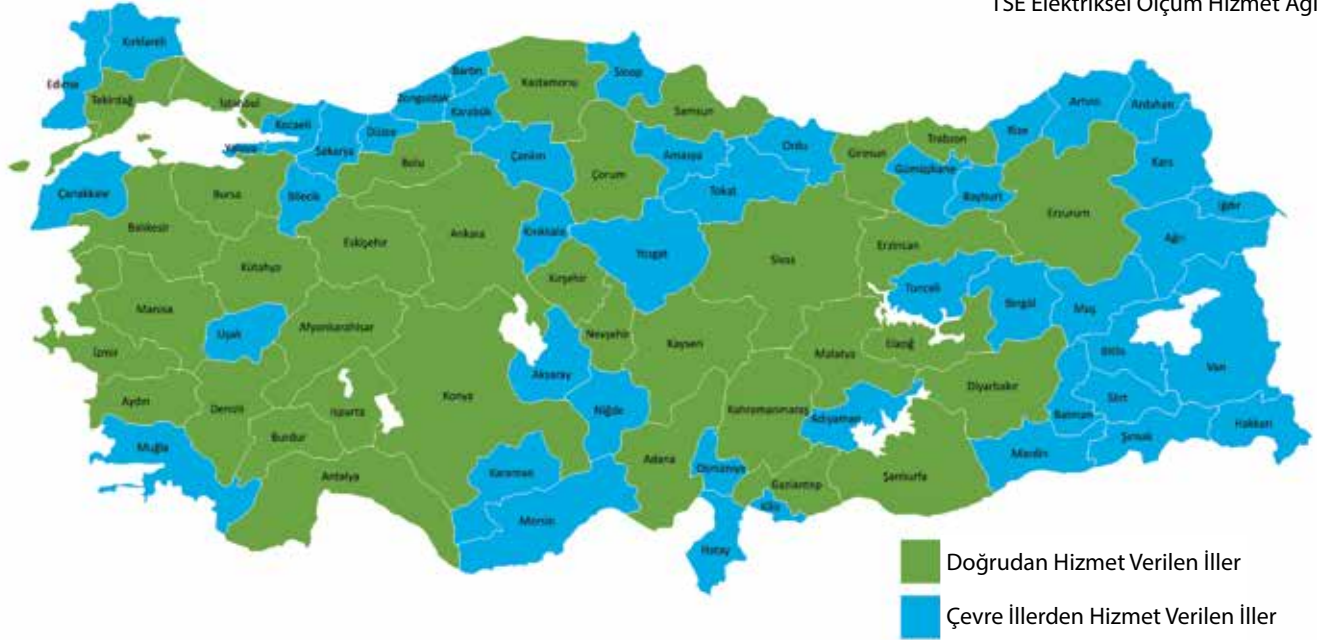 TSE Elektriksel Ölçüm Hizmet Ağı
Kırklareli
Edirne
Tekirdağ
İstanbul
Kocaeli
Yalova
Sakarya
Düzce
Zonguldak
Bartın
Karabük
Kastamonu
Sinop
Samsun
Çankırı
Bolu
Çorum
Amasya
Ordu
Tokat
Giresun
Trabzon
Gümüşhane
Bayburt
Rize
Artvin
Ardahan
Kars
Iğdır
Ağrı
Erzurum
Erzincan
Çanakkale
Balıkesir
Bursa
Bilecik
Eskişehir
Ankara
Kırıkkale
Yozgat
Sivas
Kütahya
Kırşehir
Tunceli
Bingöl
Muş
Manisa
Uşak
Afyonkarahisar
Nevşehir
Kayseri
Malatya
Elazığ
Bitlis
Van
İzmir
Aksaray
Diyarbakır
Siirt
Batman
Aydın
Denizli
Isparta
Konya
Niğde
Kahramanmaraş
Adıyaman
Şırnak
Hakkari
Muğla
Burdur
Karaman
Adana
Osmaniye
Gaziantep
Şanlıurfa
Mardin
Antalya
Mersin
Kilis
Hatay
Doğrudan Hizmet Verilen İller
Çevre İllerden Hizmet Verilen İller